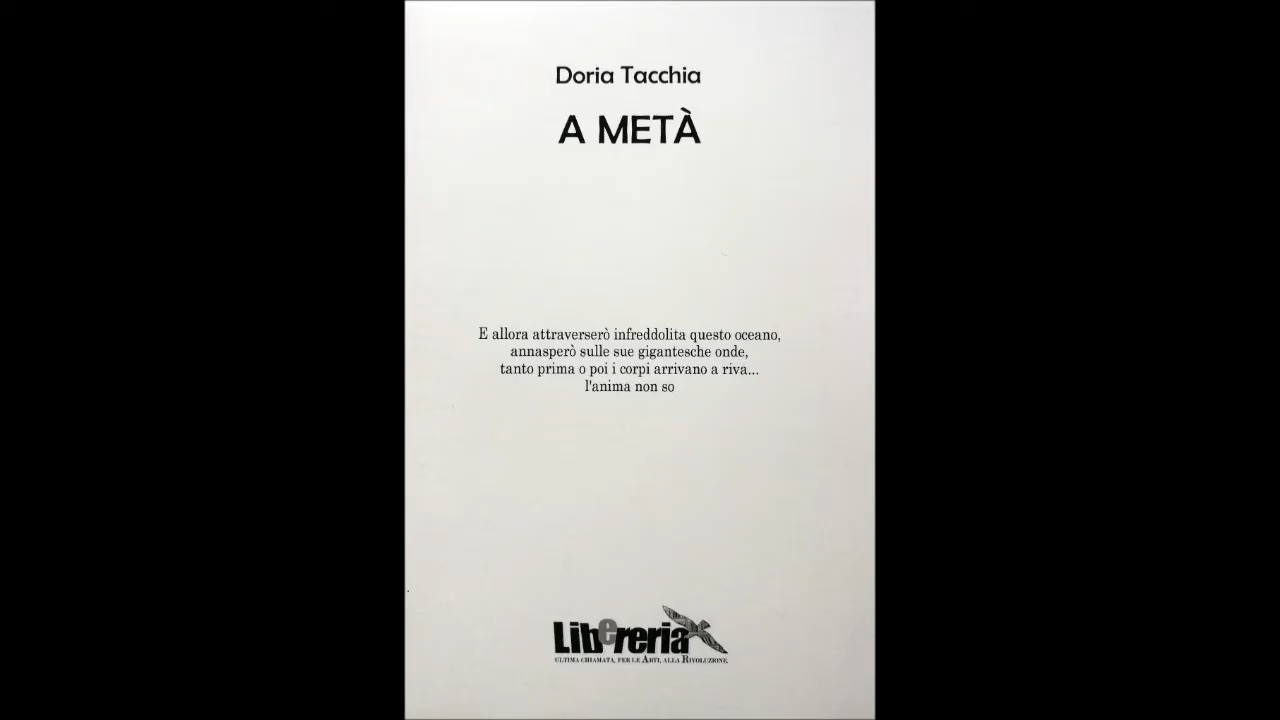 Doria Tacchia
A METÀ
E allora attraverserò infreddolita questo oceano,
annasperò sulle sue gigantesche onde,
tanto prima o poi i corpi arrivano a riva...
l'anima non so
Libereria
ULTIMA CHIAMATA, PER LE ARTI, ALLA RIVOLUZIONE.